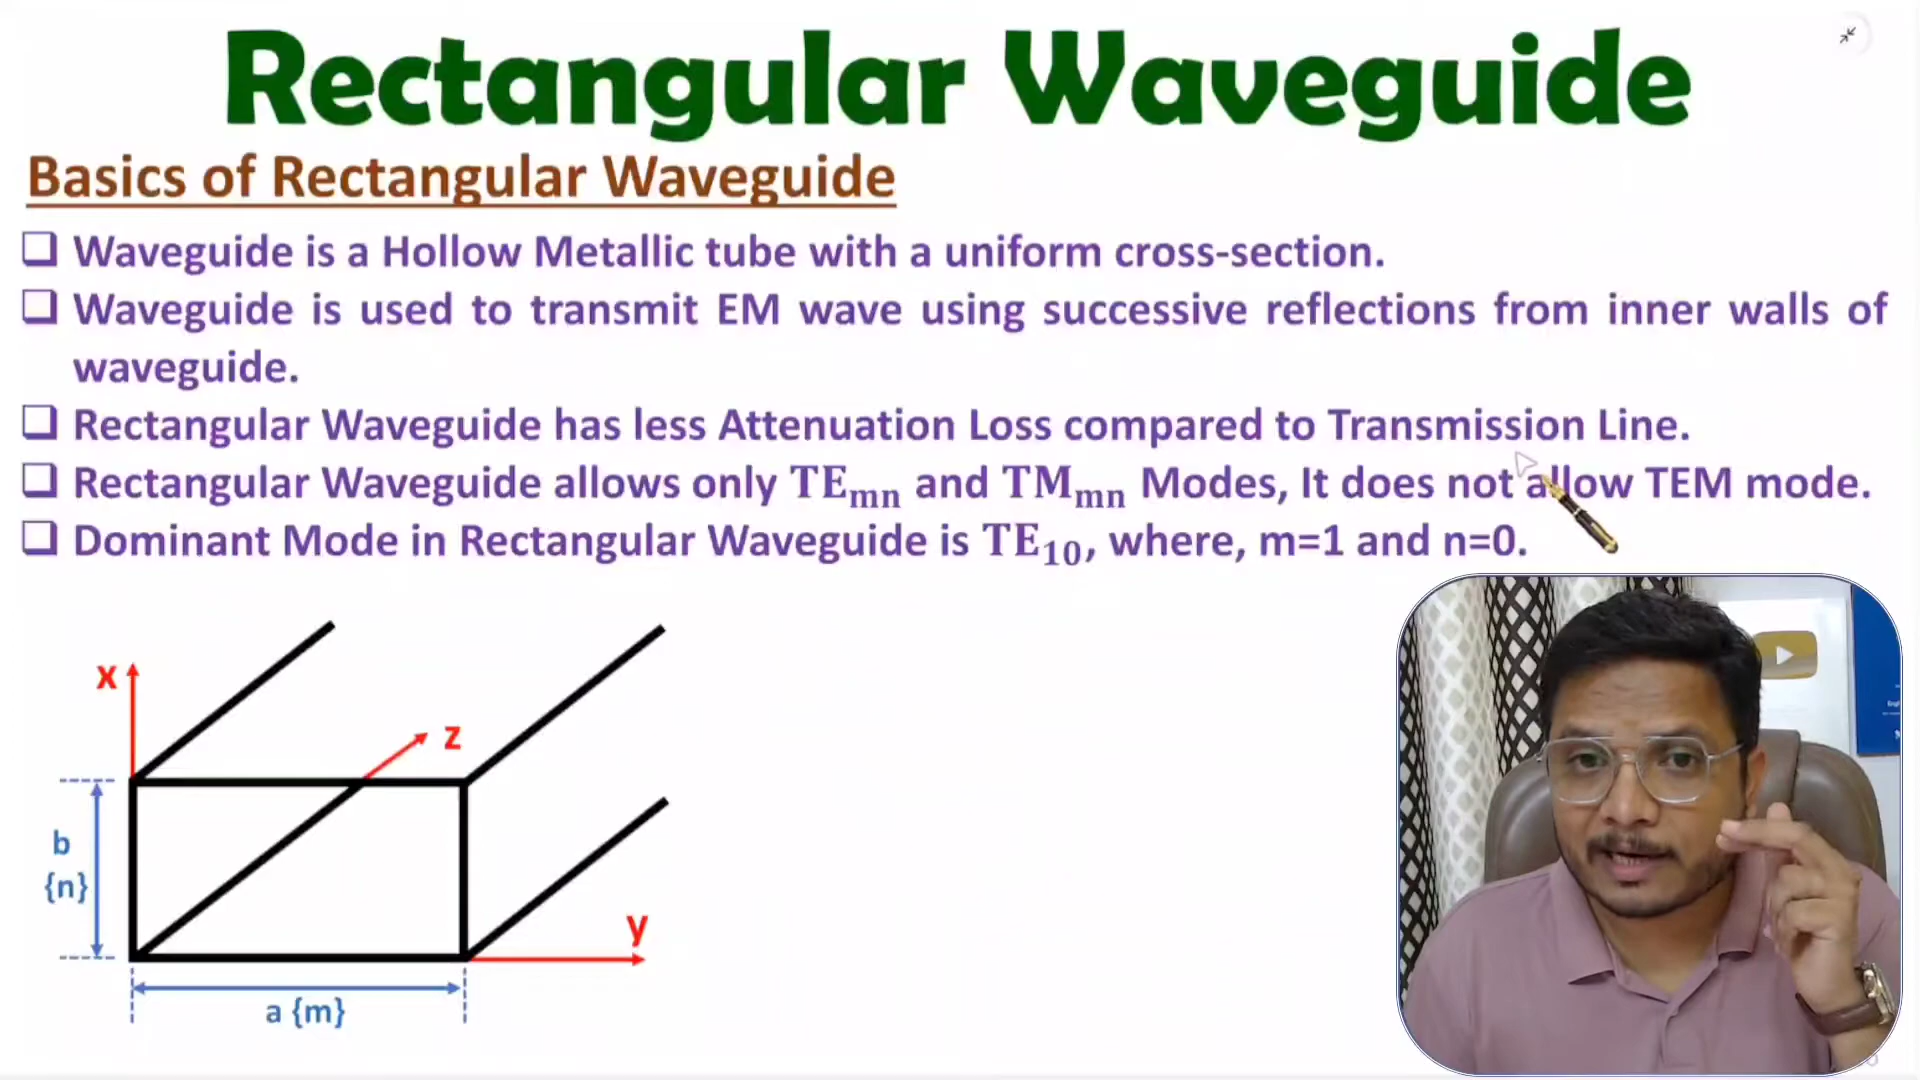 Rectangular Waveguide
Basics of Rectangular Waveguide
❑ Waveguide is a Hollow Metallic tube with a uniform cross-section.
❑ Waveguide is used to transmit EM wave using successive reflections from inner walls of
waveguide.
❑ Rectangular Waveguide has less Attenuation Loss compared to Transmission Line.
❑ Rectangular Waveguide allows only TEmn and TMmn Modes, It does not allow TEM mode.
❑ Dominant Mode in Rectangular Waveguide is TE10, where, m=1 and n=0.
x
z
b
{n}
y
a {m}